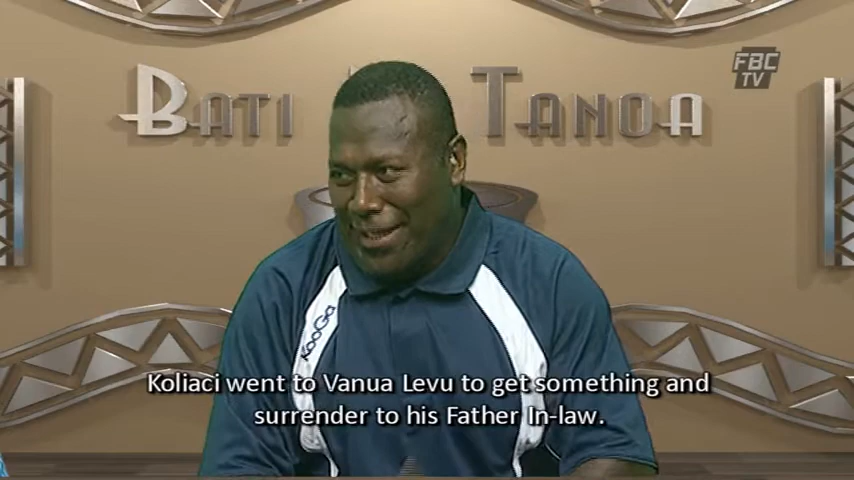 FBC
TV
BATI TANOA
KOOGA
Koliaci went to Vanua Levu to get something and
surrender to his Father In-law.